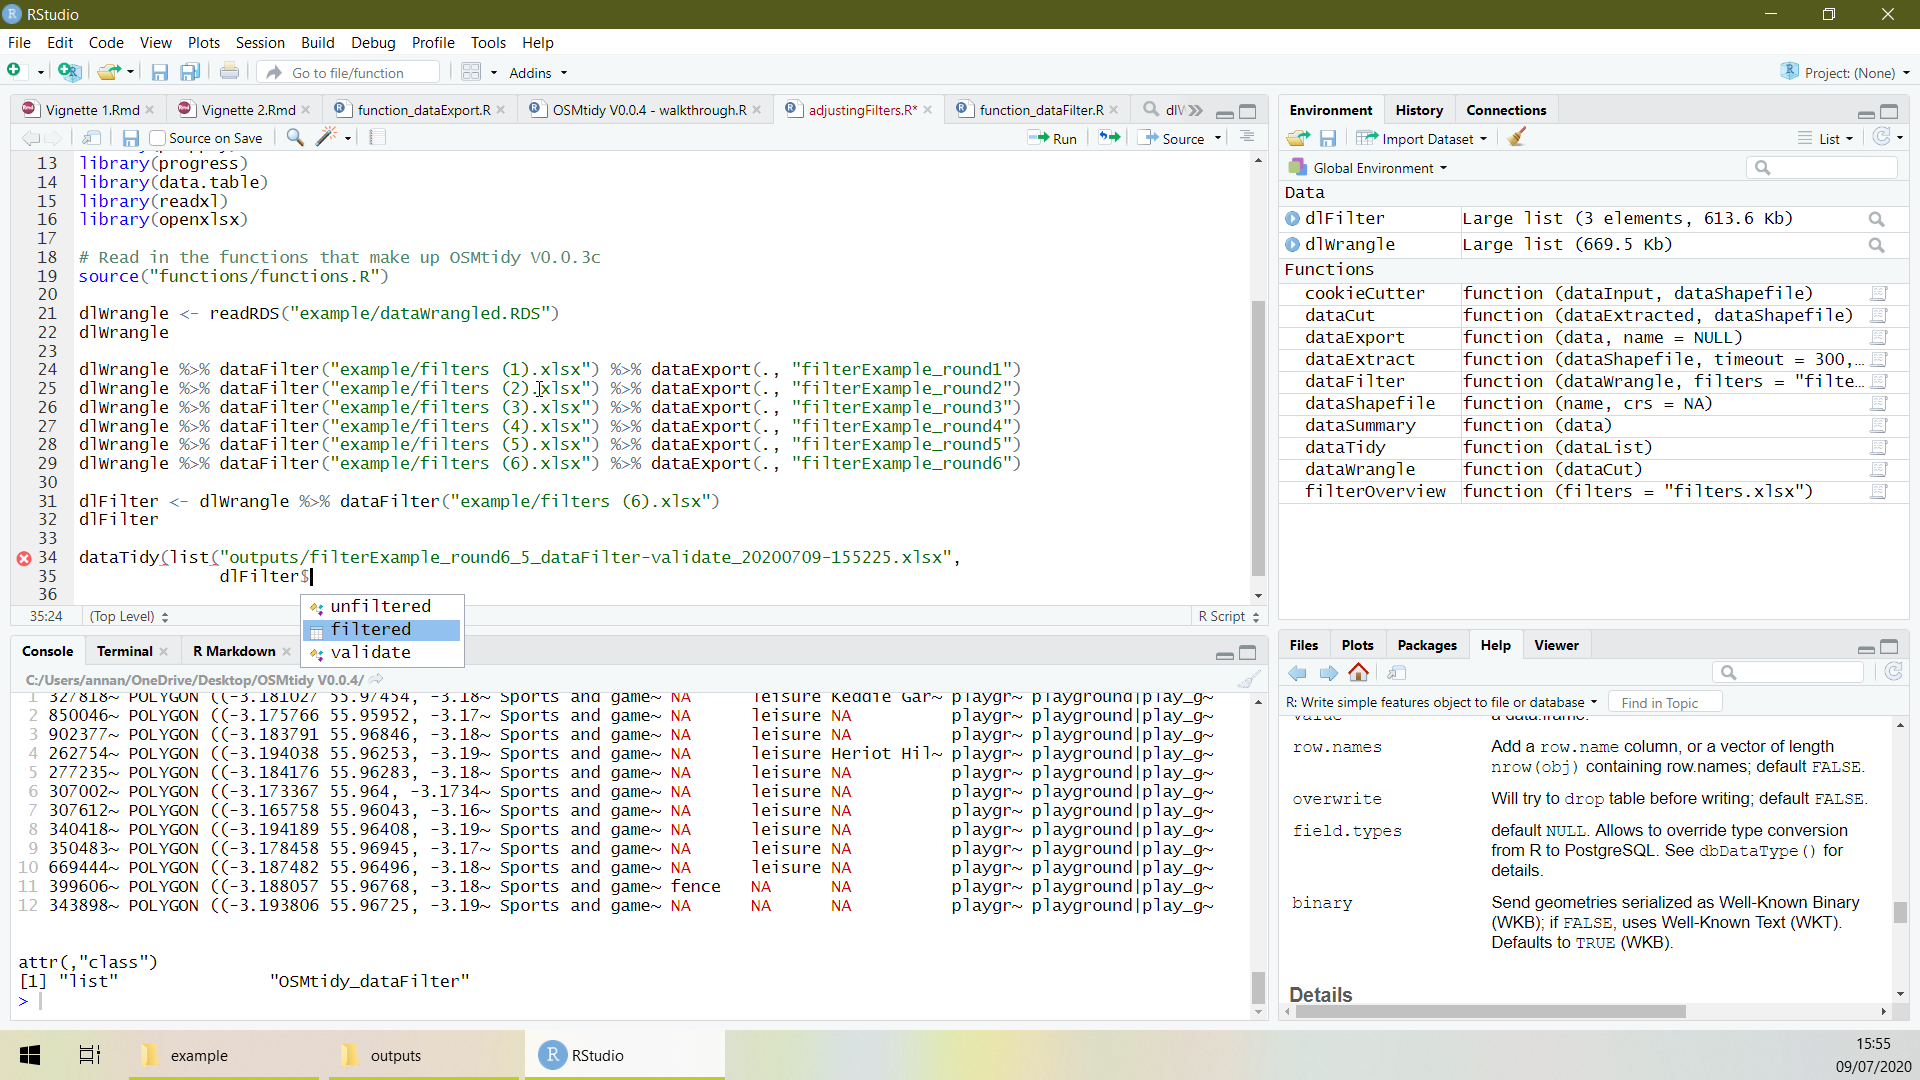 RStudio
File Edit Code View Plots Session Build Debug Profile Tools Help
Go to file/function Addins Project: (None)
Vignette 1.Rmd Vignette 2.Rmd function_dataExport.R OSMtidy V0.0.4 - walkthrough.R adjustingFilters.R* function_dataFilter.R
Source on Save Run Source
13 library(progress)
14 library(data.table)
15 library(readxl)
16 library(openxlsx)
17
18 # Read in the functions that make up OSMtidy V0.0.3c
19 source("functions/functions.R")
20
21 dlWrangle <- readRDS("example/dataWrangled.RDS")
22 dlWrangle
23
24 dlWrangle %>% dataFilter("example/filters (1).xlsx") %>% dataExport(., "filterExample_round1")
25 dlWrangle %>% dataFilter("example/filters (2).xlsx") %>% dataExport(., "filterExample_round2")
26 dlWrangle %>% dataFilter("example/filters (3).xlsx") %>% dataExport(., "filterExample_round3")
27 dlWrangle %>% dataFilter("example/filters (4).xlsx") %>% dataExport(., "filterExample_round4")
28 dlWrangle %>% dataFilter("example/filters (5).xlsx") %>% dataExport(., "filterExample_round5")
29 dlWrangle %>% dataFilter("example/filters (6).xlsx") %>% dataExport(., "filterExample_round6")
30
31 dlFilter <- dlWrangle %>% dataFilter("example/filters (6).xlsx")
32 dlFilter
33
34 dataTidy(list("outputs/filterExample_round6_5_dataFilter-validate_20200709-155225.xlsx",
35 dlFilter$
36
unfiltered
filtered
validate
35:24 (Top Level) R Script
Console Terminal R Markdown
C:/Users/annan/OneDrive/Desktop/OSMtidy V0.0.4/
1 327818~ POLYGON ((-3.181027 55.97454, -3.18~ Sports and game~ NA leisure Keddie Gar~ playgr~ playground|play_g~
2 850046~ POLYGON ((-3.175766 55.95952, -3.17~ Sports and game~ NA leisure NA playgr~ playground|play_g~
3 902377~ POLYGON ((-3.183791 55.96846, -3.18~ Sports and game~ NA leisure NA playgr~ playground|play_g~
4 262754~ POLYGON ((-3.194038 55.96253, -3.19~ Sports and game~ NA leisure Heriot Hil~ playgr~ playground|play_g~
5 277235~ POLYGON ((-3.184176 55.96283, -3.18~ Sports and game~ NA leisure NA playgr~ playground|play_g~
6 307002~ POLYGON ((-3.173367 55.964, -3.1734~ Sports and game~ NA leisure NA playgr~ playground|play_g~
7 307612~ POLYGON ((-3.165758 55.96043, -3.16~ Sports and game~ NA leisure NA playgr~ playground|play_g~
8 340418~ POLYGON ((-3.194189 55.96408, -3.19~ Sports and game~ NA leisure NA playgr~ playground|play_g~
9 350483~ POLYGON ((-3.178458 55.96945, -3.17~ Sports and game~ NA leisure NA playgr~ playground|play_g~
10 669444~ POLYGON ((-3.187482 55.96496, -3.18~ Sports and game~ NA leisure NA playgr~ playground|play_g~
11 399606~ POLYGON ((-3.188057 55.96768, -3.18~ Sports and game~ fence NA NA playgr~ playground|play_g~
12 343898~ POLYGON ((-3.193806 55.96725, -3.19~ Sports and game~ NA NA NA playgr~ playground|play_g~
attr(,"class")
[1] "list" "OSMtidy_dataFilter"
>
Environment History Connections
Import Dataset List
Global Environment
Data
dlFilter Large list (3 elements, 613.6 Kb)
dlWrangle Large list (669.5 Kb)
Functions
cookieCutter function (dataInput, dataShapefile)
dataCut function (dataExtracted, dataShapefile)
dataExport function (data, name = NULL)
dataExtract function (dataShapefile, timeout = 300,…
dataFilter function (dataWrangle, filters = "filte…
dataShapefile function (name, crs = NA)
dataSummary function (data)
dataTidy function (dataList)
dataWrangle function (dataCut)
filterOverview function (filters = "filters.xlsx")
Files Plots Packages Help Viewer
R: Write simple features object to file or database Find in Topic
value a data.frame.
row.names Add a row.name column, or a vector of length
nrow(obj) containing row.names; default FALSE.
overwrite Will try to drop table before writing; default FALSE.
field.types default NULL. Allows to override type conversion
from R to PostgreSQL. See dbDataType() for
details.
binary Send geometries serialized as Well-Known Binary
(WKB); if FALSE, uses Well-Known Text (WKT).
Defaults to TRUE (WKB).
Details
example outputs RStudio
15:55
09/07/2020